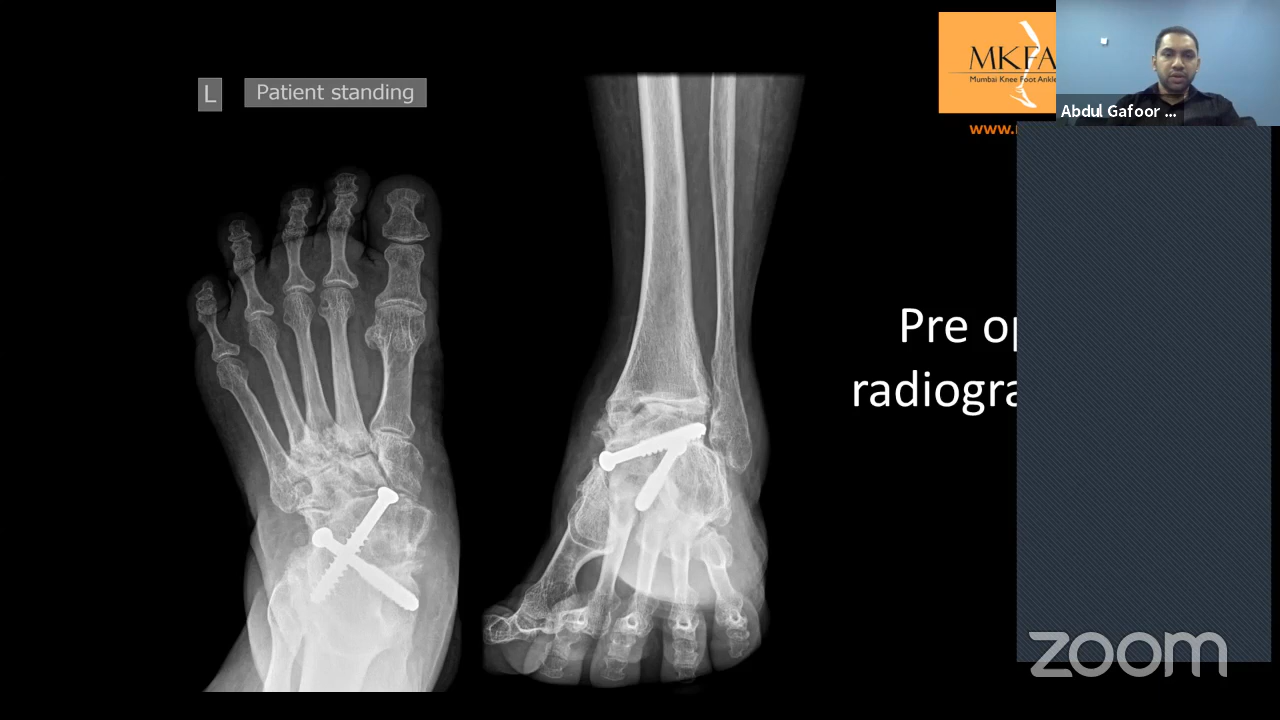 L
Patient standing
MKFA
Mumbai Knee Foot Ankle
www.
Abdul Gafoor ...
Pre op
radiogra
zoom